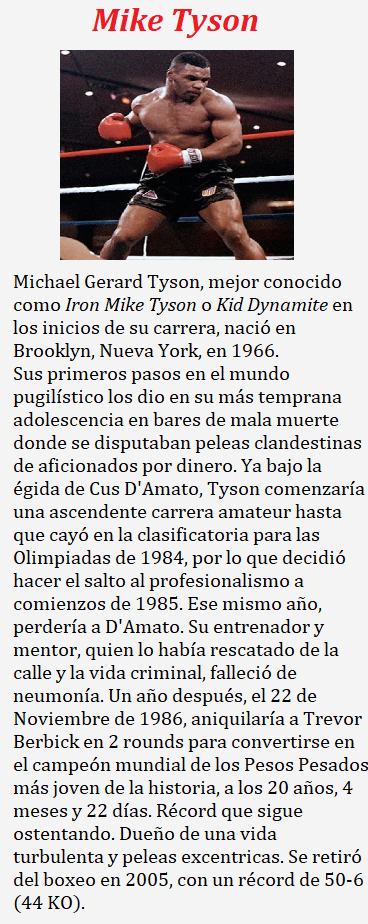 Mike Tyson
Michael Gerard Tyson, mejor conocido
como Iron Mike Tyson o Kid Dynamite en
los inicios de su carrera, nació en
Brooklyn, Nueva York, en 1966.
Sus primeros pasos en el mundo
pugilístico los dio en su más temprana
adolescencia en bares de mala muerte
donde se disputaban peleas clandestinas
de aficionados por dinero. Ya bajo la
égida de Cus D'Amato, Tyson comenzaría
una ascendente carrera amateur hasta
que cayó en la clasificatoria para las
Olimpiadas de 1984, por lo que decidió
hacer el salto al profesionalismo a
comienzos de 1985. Ese mismo año,
perdería a D'Amato. Su entrenador y
mentor, quien lo había rescatado de la
calle y la vida criminal, falleció de
neumonía. Un año después, el 22 de
Noviembre de 1986, aniquilaría a Trevor
Berbick en 2 rounds para convertirse en
el campeón mundial de los Pesos Pesados
más joven de la historia, a los 20 años, 4
meses y 22 días. Récord que sigue
ostentando. Dueño de una vida
turbulenta y peleas excentricas. Se retiró
del boxeo en 2005, con un récord de 50-6
(44 KO).